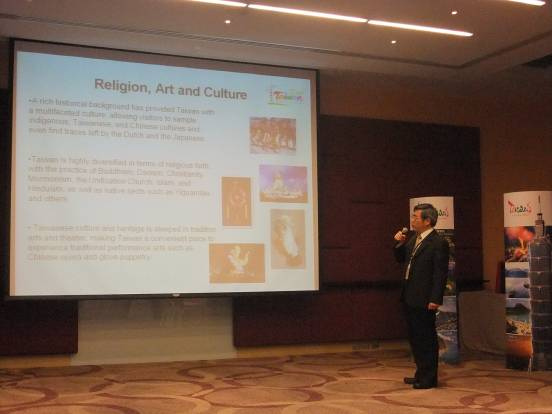 Religion, Art and Culture
Taiwan
•A rich historical background has provided Taiwan with
a multifaceted culture, allowing visitors to sample
indigenous, Taiwanese, and Chinese cultures and
even find traces left by the Dutch and the Japanese.
•Taiwan is highly diversified in terms of religious faith,
with the practice of Buddhism, Daoism, Christianity,
Mormonism, the Unification Church, Islam, and
Hinduism, as well as native sects such as Yiguandao
and others.
• Taiwanese culture and heritage is steeped in tradition
arts and theater, making Taiwan a convenient place to
experience traditional performance arts such as
Chinese opera and glove puppetry.
Taiwan